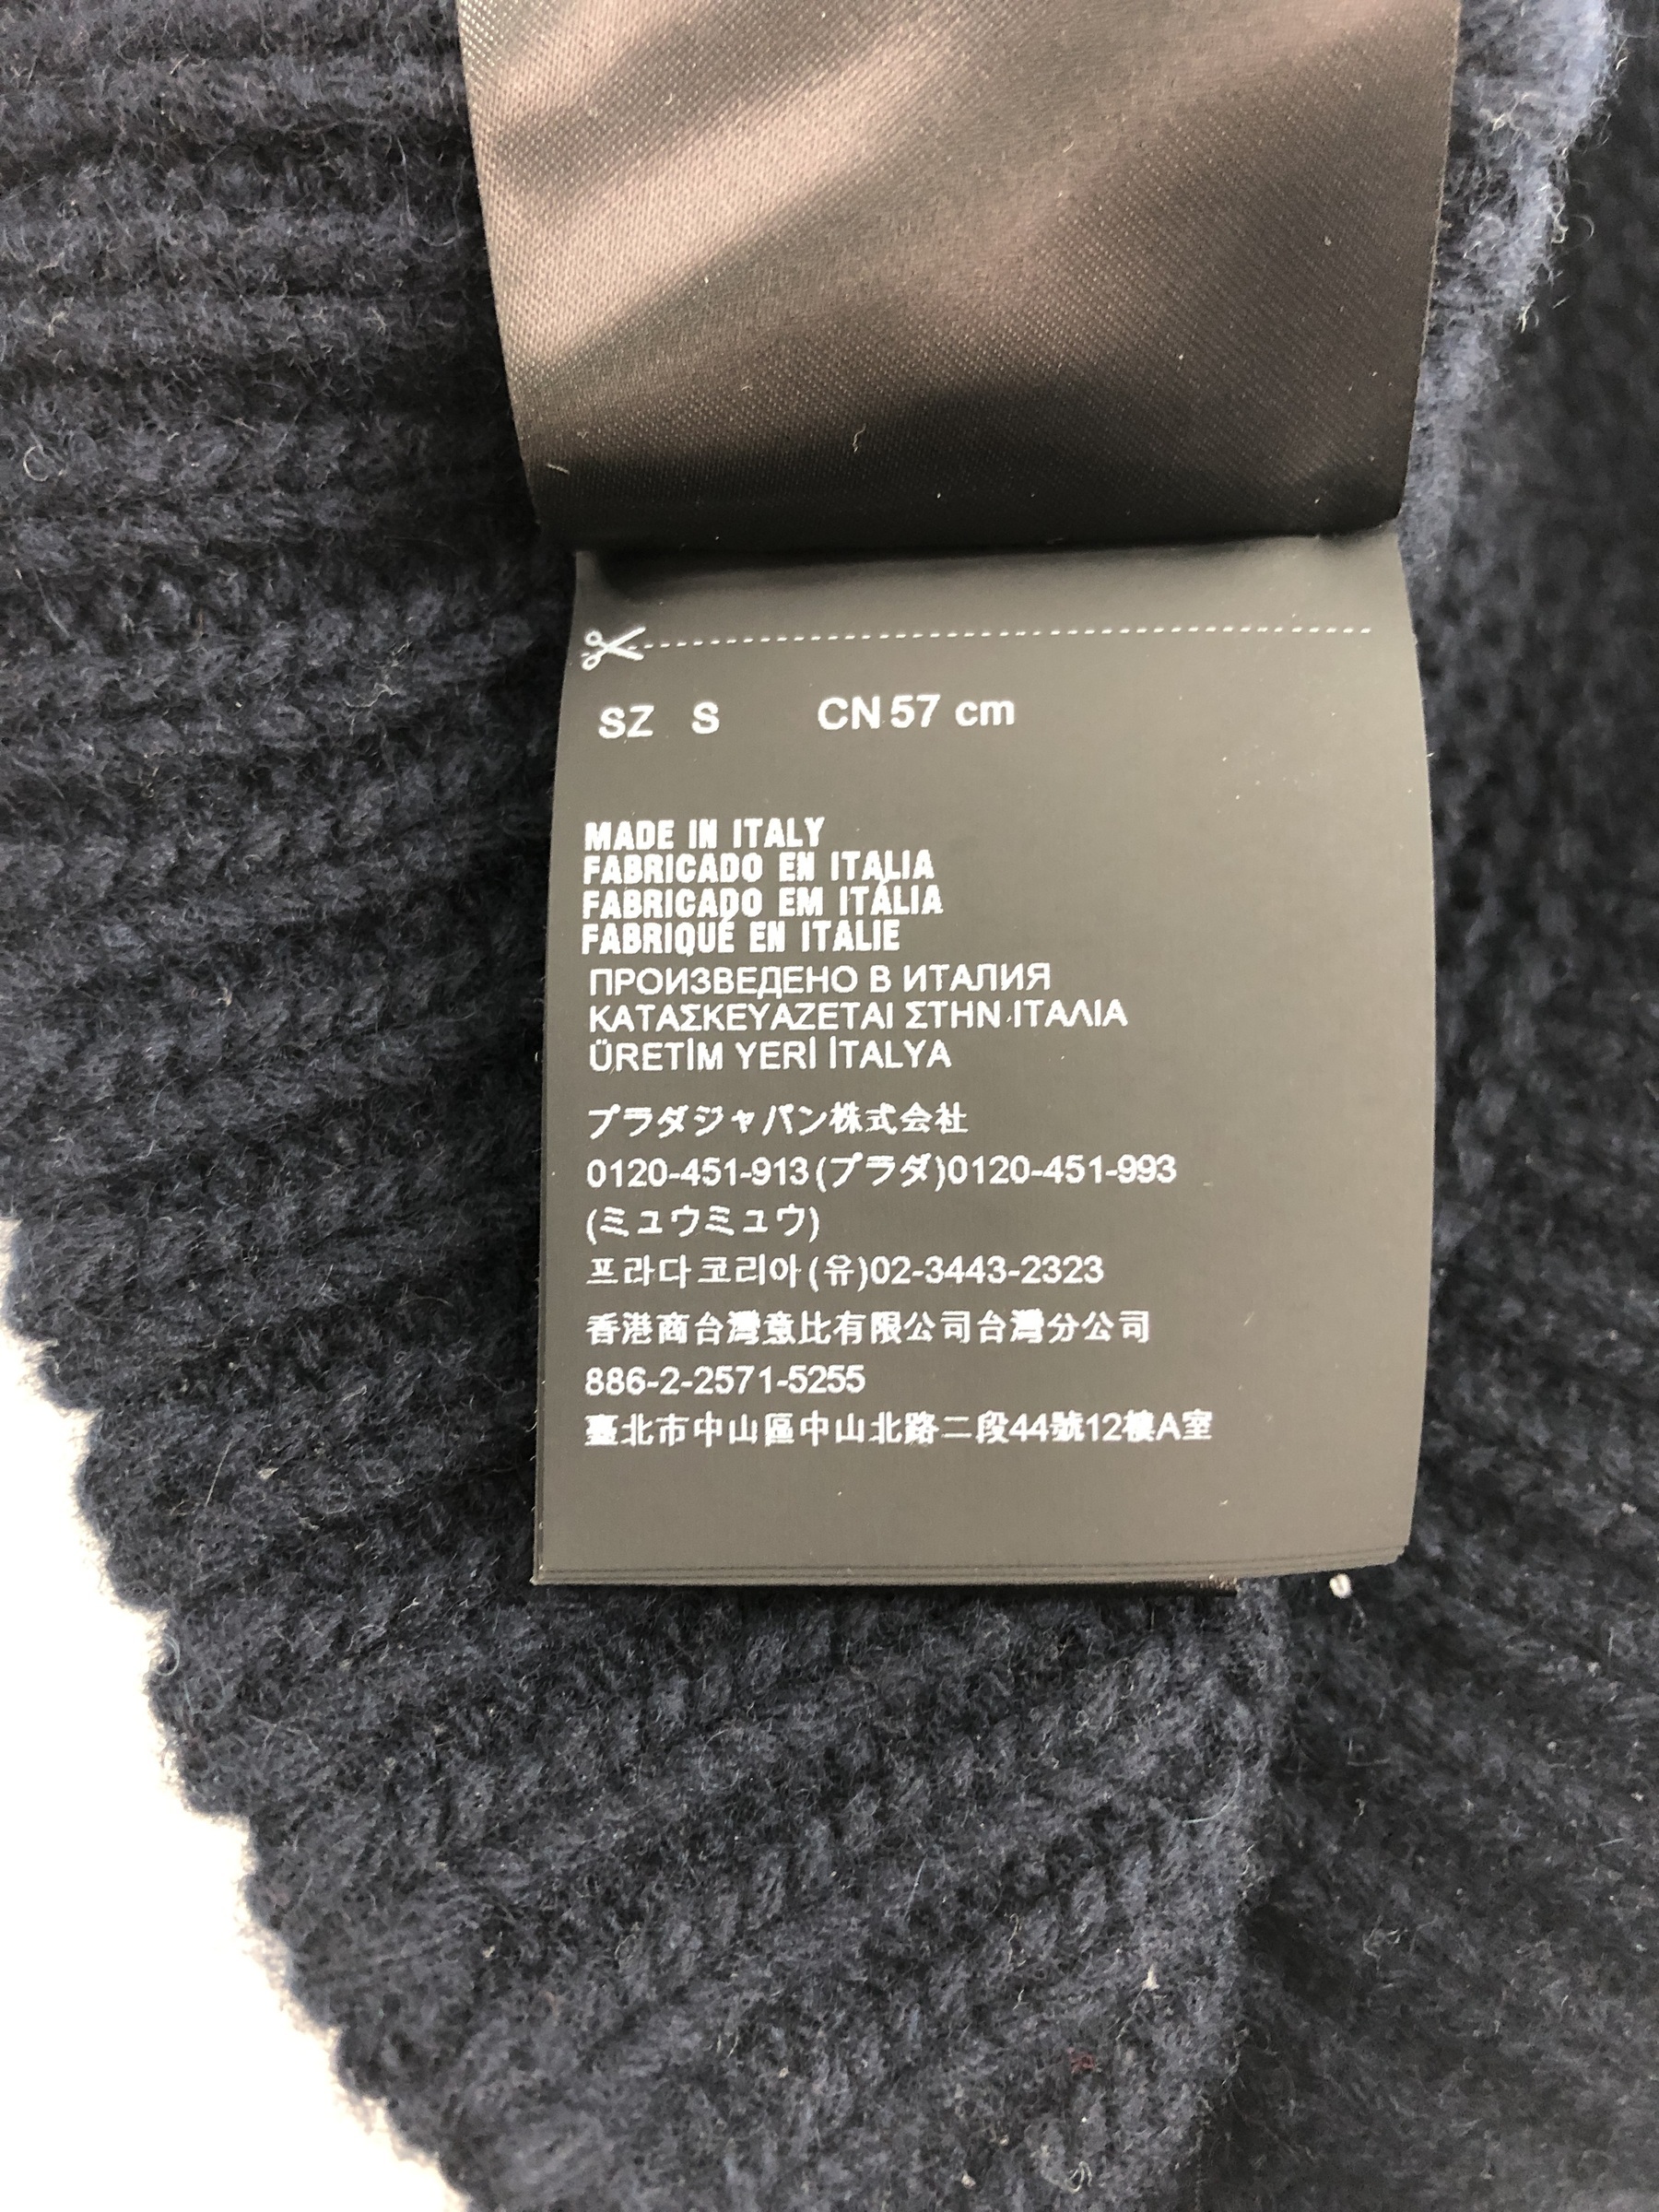 SZ S CN 57 cm
MADE IN ITALY
FABRICADO EN ITALIA
FABRICADO EM ITÁLIA
FABRIQUÉ EN ITALIE
ПРОИЗВЕДЕНО В ИТАЛИЯ
ΚΑΤΑΣΚΕΥΑΖΕΤΑΙ ΣΤΗΝ ΙΤΑΛΙΑ
ÜRETİM YERİ İTALYA
プラダジャパン株式会社
0120-451-913(プラダ)0120-451-993
(ミュウミュウ)
프라다코리아(유)02-3443-2323
香港商台灣意比有限公司台灣分公司
886-2-2571-5255
臺北市中山區中山北路二段44號12樓A室